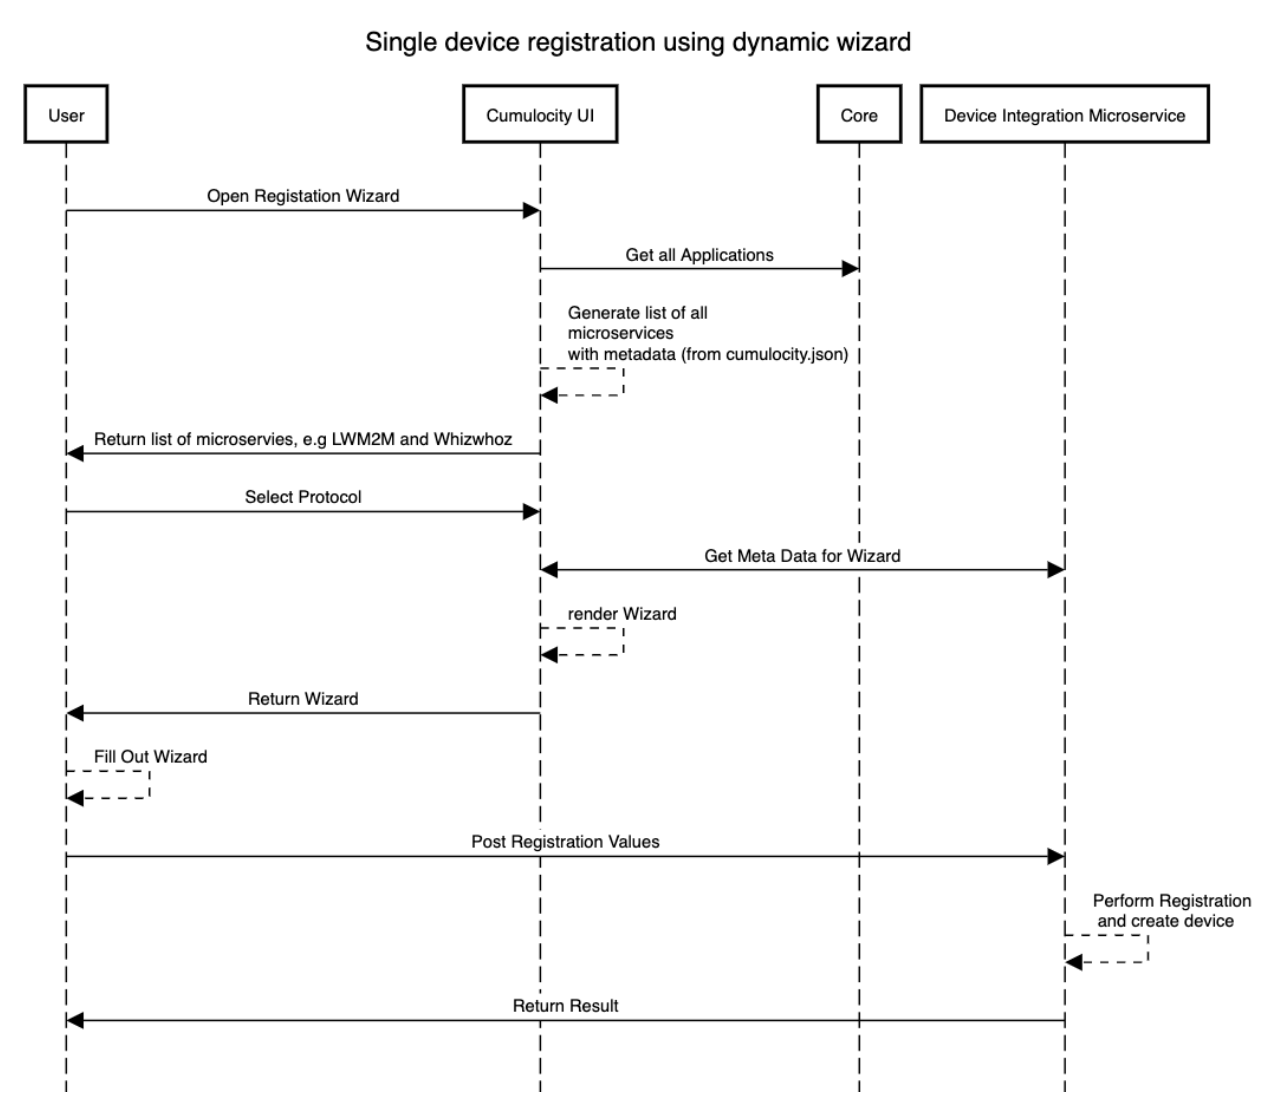 Single device registration using dynamic wizard
User
Cumulocity UI
Core
Device Integration Microservice
Open Registation Wizard
Get all Applications
Generate list of all
microservices
with metadata (from cumulocity.json)
Return list of microservies, e.g LWM2M and Whizwhoz
Select Protocol
Get Meta Data for Wizard
render Wizard
Return Wizard
Fill Out Wizard
Post Registration Values
Perform Registration
and create device
Return Result